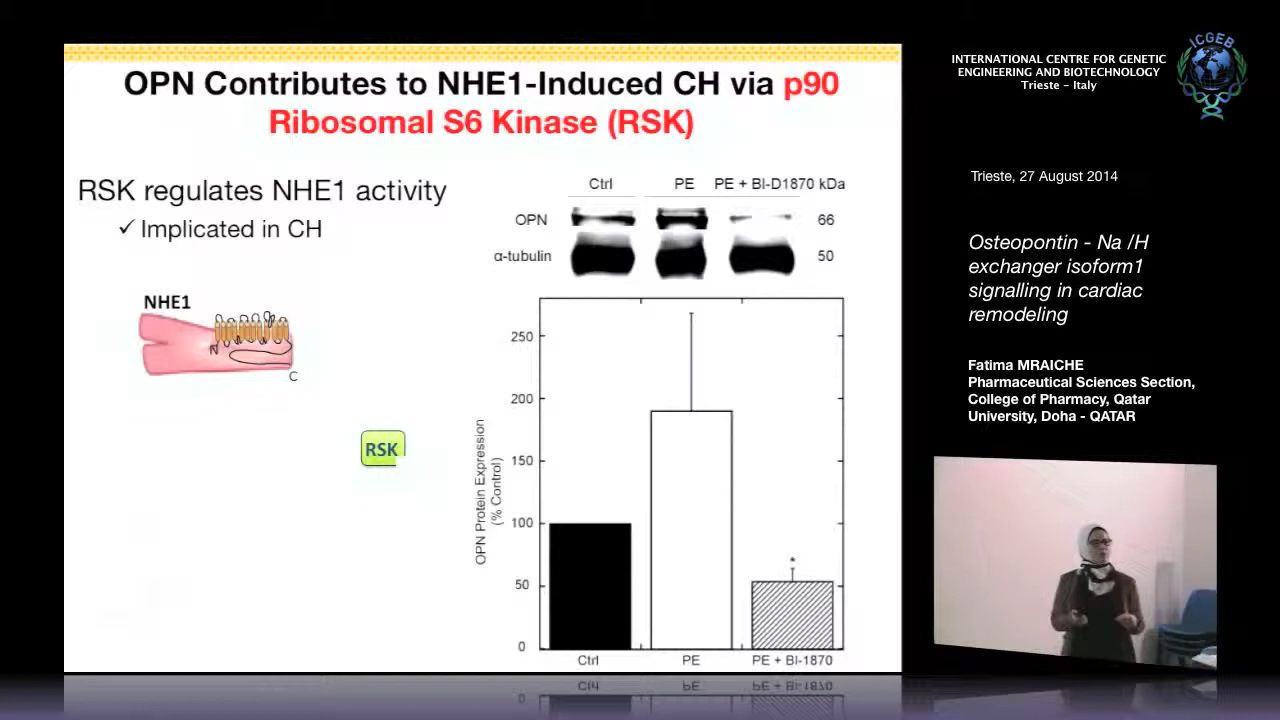 OPN Contributes to NHE1-Induced CH via p90
Ribosomal S6 Kinase (RSK)
RSK regulates NHE1 activity
✓ Implicated in CH
NHE1
N
C
RSK
Ctrl PE PE + BI-D1870 kDa
OPN 66
α-tubulin 50
OPN Protein Expression
(% Control)
250
200
150
100
50
0
*
Ctrl PE PE + BI-1870
ICGEB
INTERNATIONAL CENTRE FOR GENETIC
ENGINEERING AND BIOTECHNOLOGY
Trieste - Italy
Trieste, 27 August 2014
Osteopontin - Na /H
exchanger isoform1
signalling in cardiac
remodeling
Fatima MRAICHE
Pharmaceutical Sciences Section,
College of Pharmacy, Qatar
University, Doha - QATAR